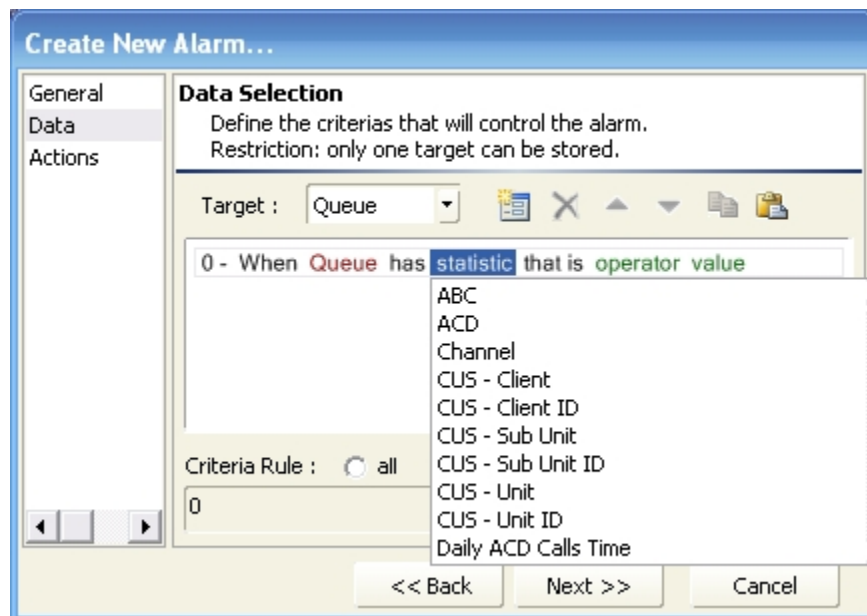 Create New Alarm...
General
Data
Actions
Data Selection
Define the criterias that will control the alarm.
Restriction: only one target can be stored.
Target : Queue
0 - When Queue has statistic that is operator value
ABC
ACD
Channel
CUS - Client
CUS - Client ID
CUS - Sub Unit
CUS - Sub Unit ID
CUS - Unit
CUS - Unit ID
Daily ACD Calls Time
Criteria Rule : all
0
<< Back Next >> Cancel